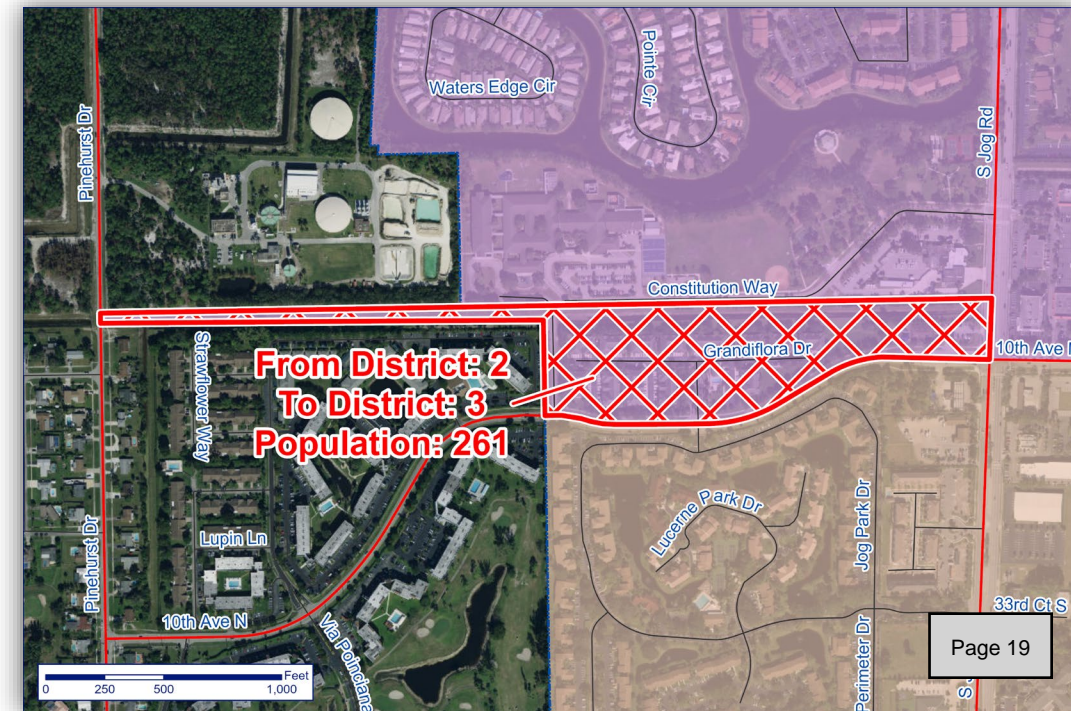 Waters Edge Cir
Pointe Cir
Pinehurst Dr
S Jog Rd
Constitution Way
Grandiflora Dr
10th Ave N
Strawflower Way
From District: 2
To District: 3
Population: 261
Lucerne Park Dr
Jog Park Dr
Lupin Ln
Pinehurst Dr
10th Ave N
Via Poinciana
33rd Ct S
Perimeter Dr
Page 19
S J
Feet
0 250 500 1,000